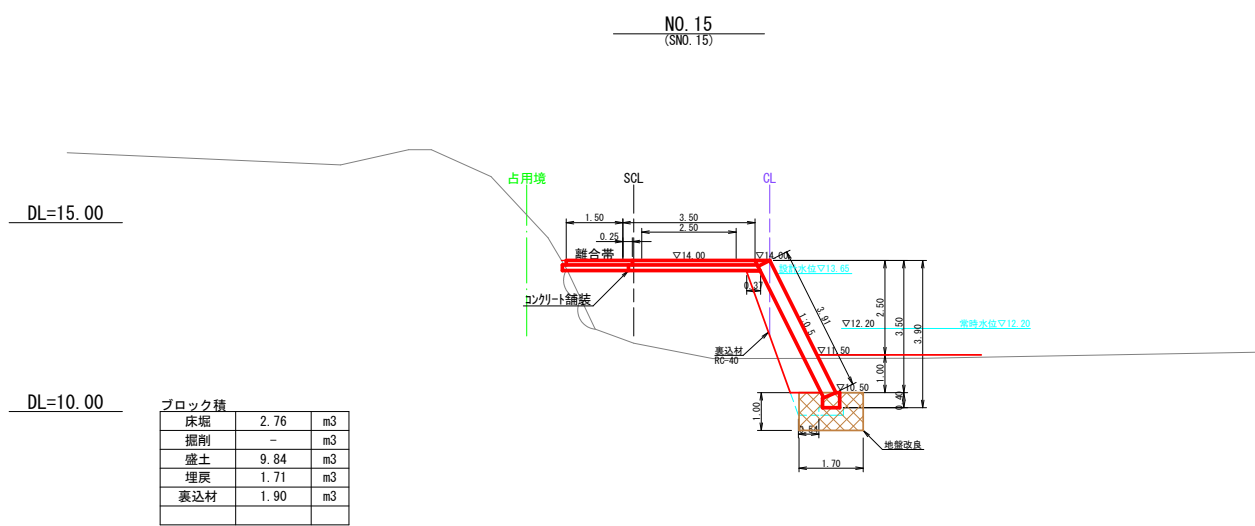 NO.15
(SNO.15)
占用境
SCL
CL
DL=15.00
1.50
3.50
2.50
0.25
離合帯
▽14.00
▽14.00
設計水位▽13.65
コンクリート舗装
0.37
3.91
1:0.5
2.50
3.50
3.90
▽12.20
常時水位▽12.20
裏込材
RC-40
▽11.50
1.00
▽10.50
0.40
DL=10.00
1.00
0.54
地盤改良
1.70
ブロック積
床堀 2.76 m3
掘削 - m3
盛土 9.84 m3
埋戻 1.71 m3
裏込材 1.90 m3